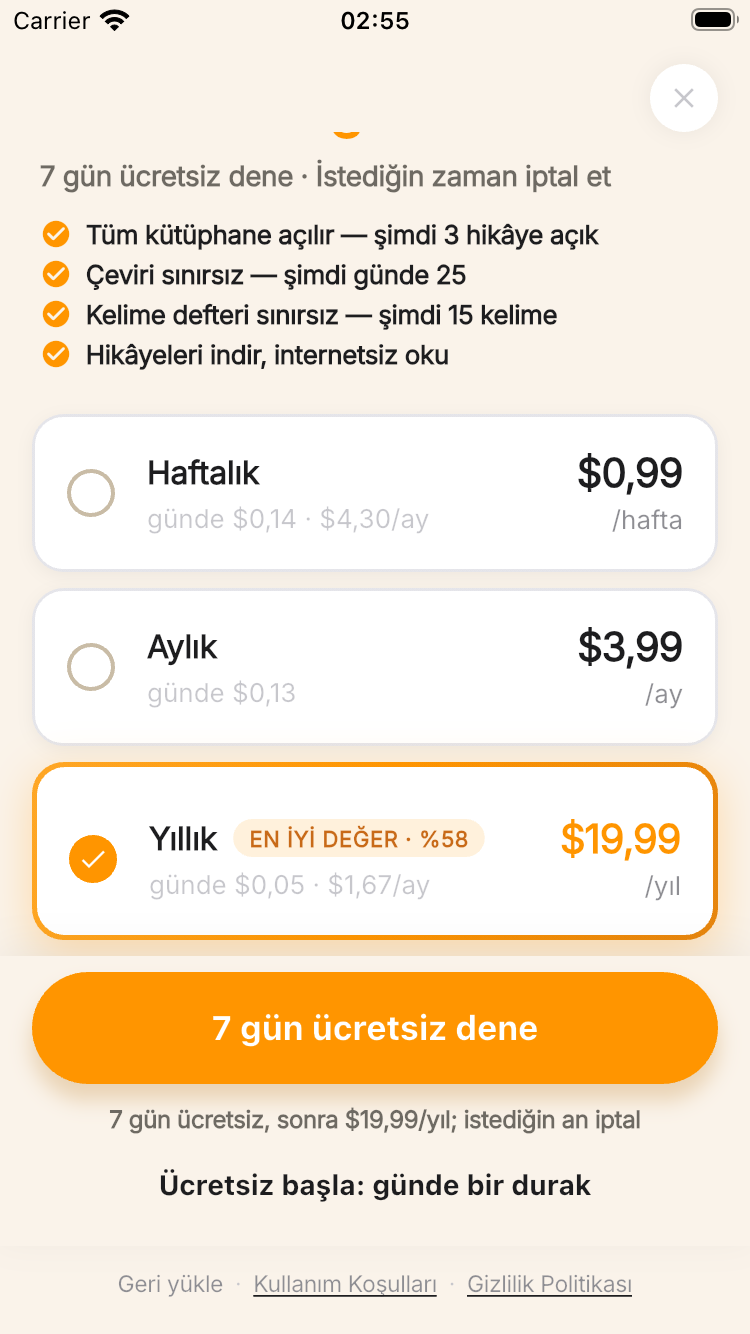 Carrier 02:55
7 gün ücretsiz dene · İstediğin zaman iptal et
Tüm kütüphane açılır — şimdi 3 hikâye açık
Çeviri sınırsız — şimdi günde 25
Kelime defteri sınırsız — şimdi 15 kelime
Hikâyeleri indir, internetsiz oku
Haftalık $0,99
günde $0,14 · $4,30/ay /hafta
Aylık $3,99
günde $0,13 /ay
Yıllık EN İYİ DEĞER · %58 $19,99
günde $0,05 · $1,67/ay /yıl
7 gün ücretsiz dene
7 gün ücretsiz, sonra $19,99/yıl; istediğin an iptal
Ücretsiz başla: günde bir durak
Geri yükle · Kullanım Koşulları · Gizlilik Politikası